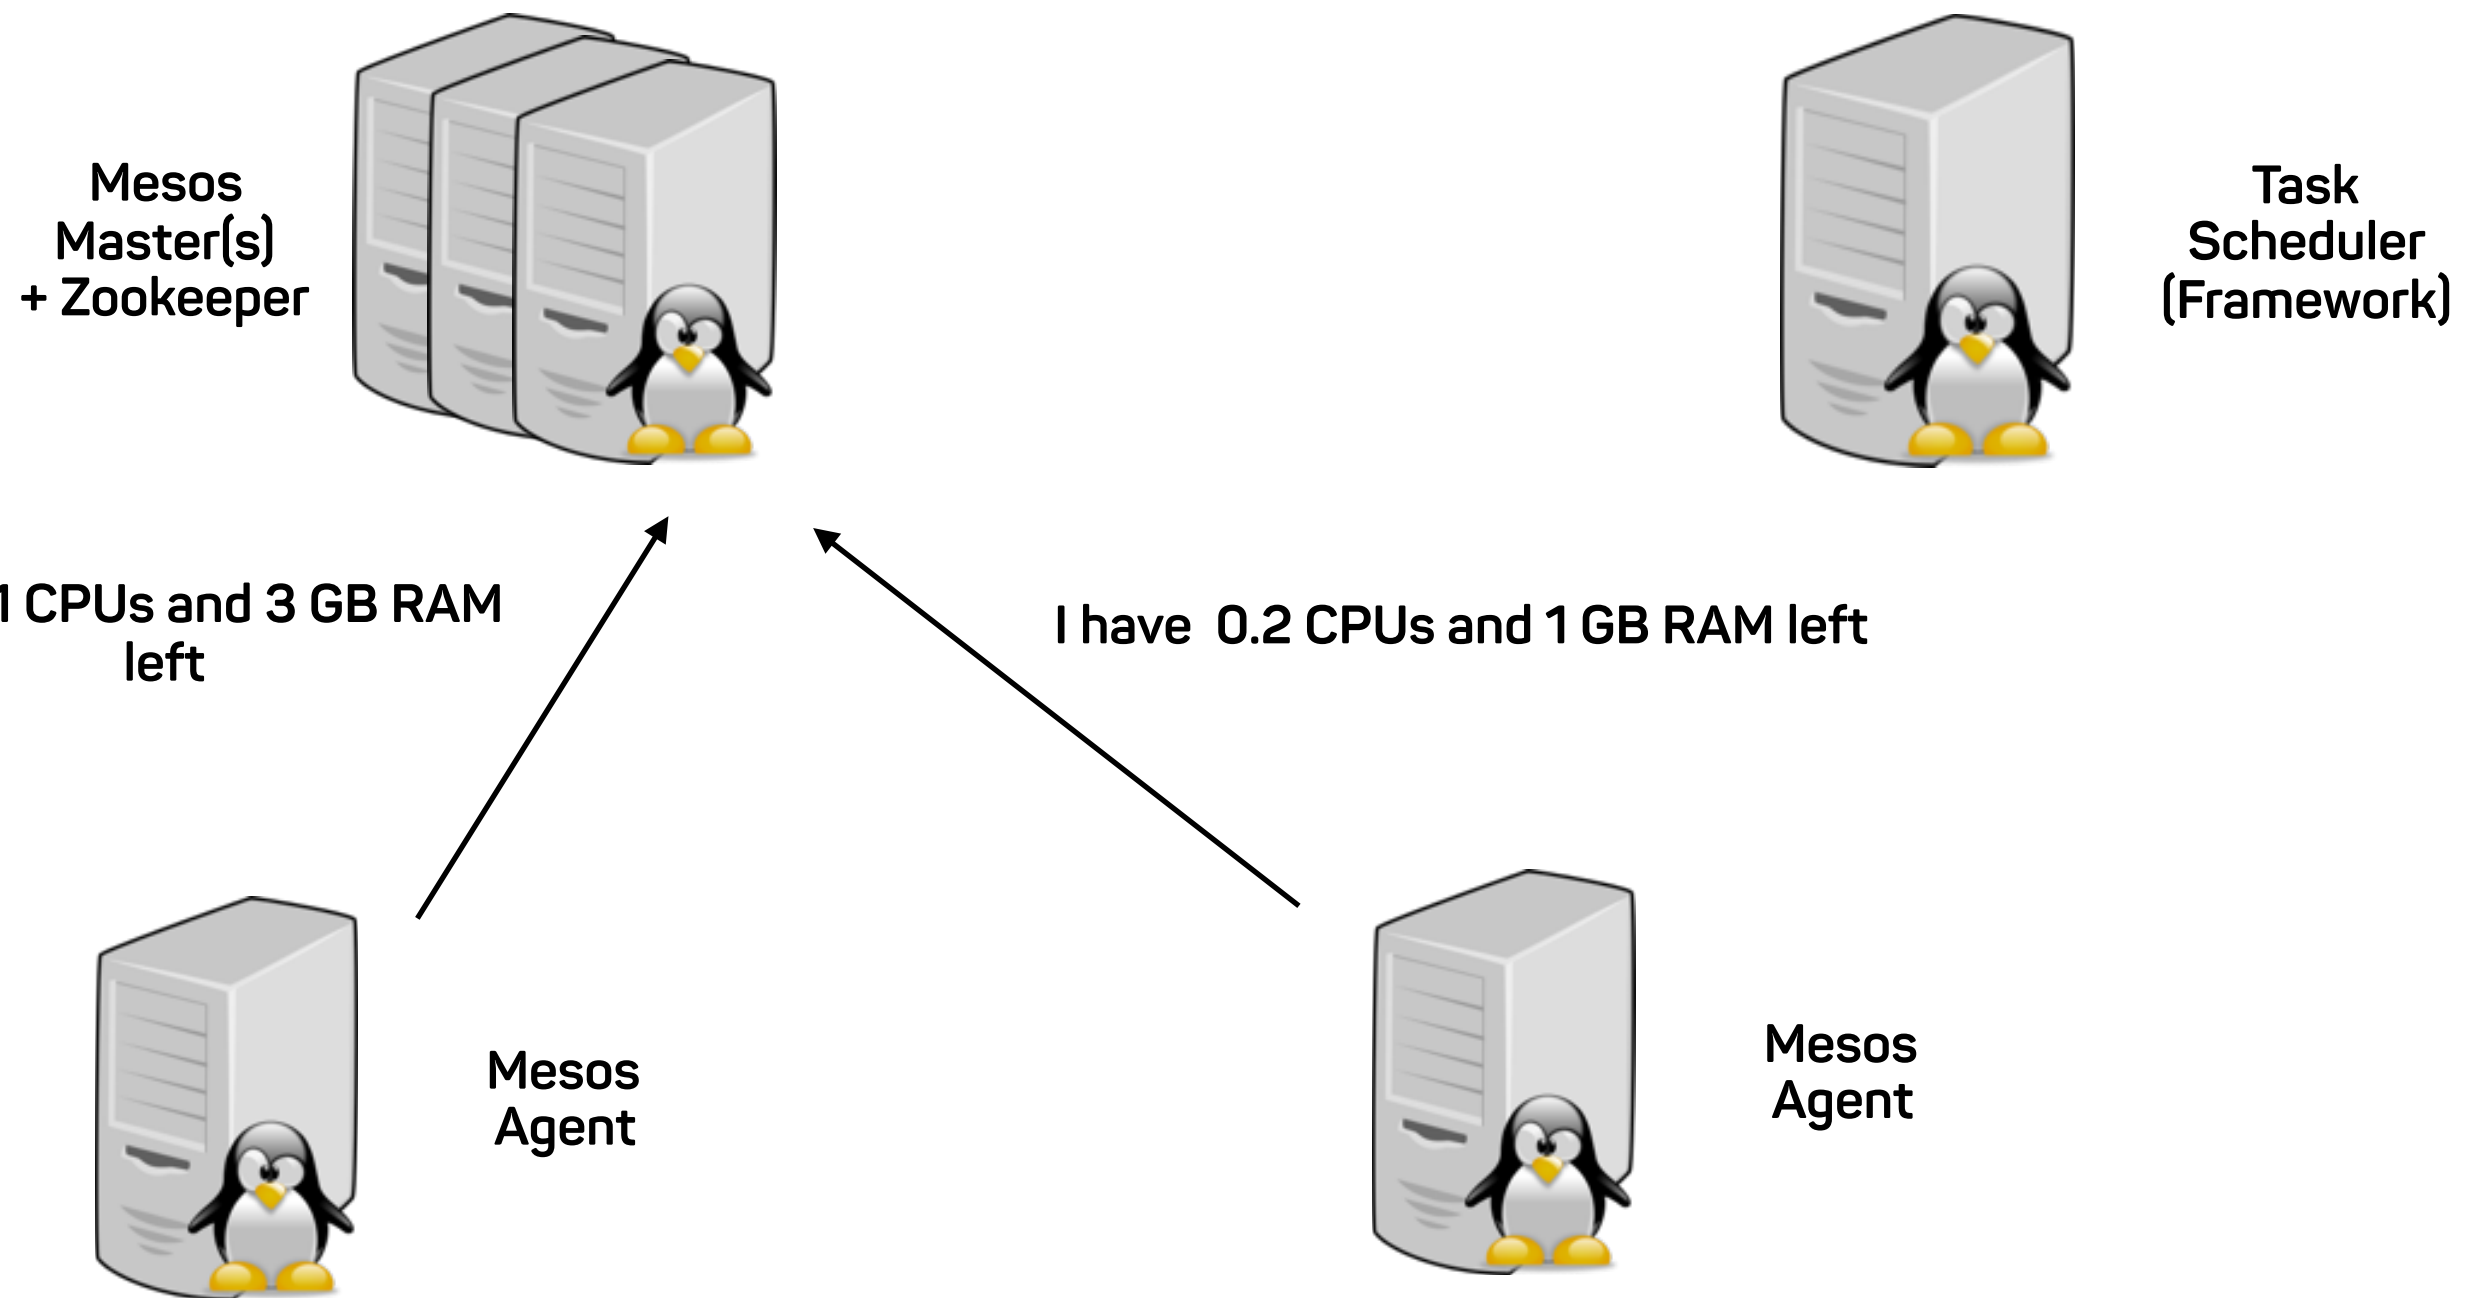 Mesos
Master(s)
+ Zookeeper
Task
Scheduler
(Framework)
1 CPUs and 3 GB RAM
left
I have  0.2 CPUs and 1 GB RAM left
Mesos
Agent
Mesos
Agent